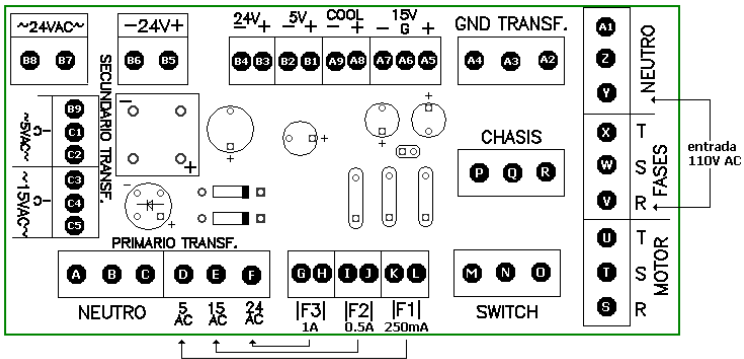 ~24VAC~
B8 B7
−24V+
B6 B5
24V 5V COOL 15V
− + − + − + − G +
B4 B3 B2 B1 A9 A8 A7 A6 A5
GND TRANSF.
A4 A3 A2
A1
Z
Y
NEUTRO
SECUNDARIO TRANSF.
B9
C1
C2
~5VAC~
-C-
C3
C4
C5
~15VAC~
-C-
− +
+
− +
+
+ +
CHASIS
P Q R
X T
W S
V R
FASES
entrada
110V AC
PRIMARIO TRANSF.
A B C D E F
NEUTRO
5 15 24
AC AC AC
G H I J K L
|F3| |F2| |F1|
1A 0.5A 250mA
M N O
SWITCH
U T
T S
S R
MOTOR